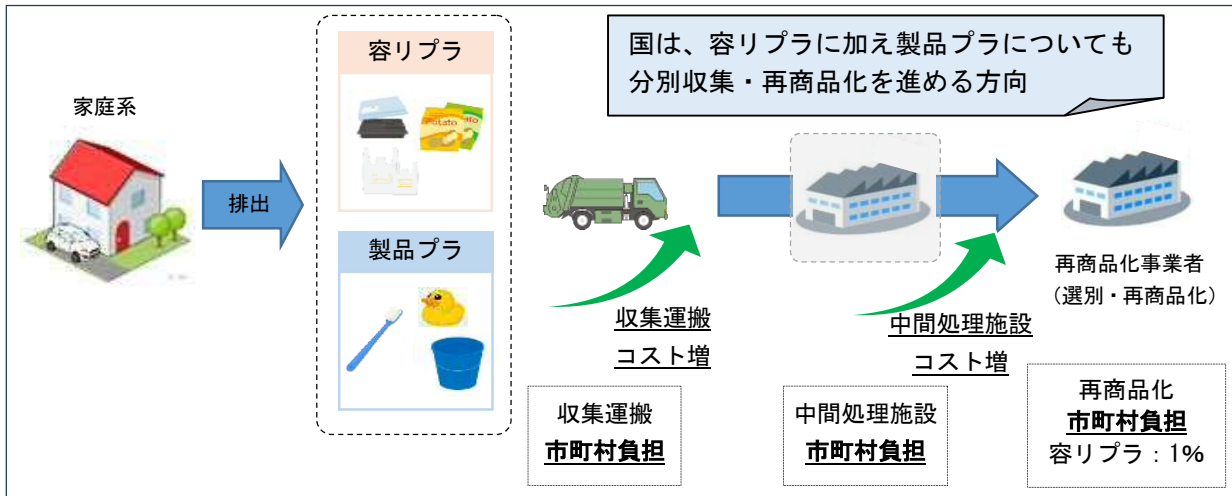 国は、容リプラに加え製品プラについても
分別収集・再商品化を進める方向
家庭系
排出
容リプラ
potato
製品プラ
収集運搬
コスト増
中間処理施設
コスト増
再商品化事業者
（選別・再商品化）
収集運搬
市町村負担
中間処理施設
市町村負担
再商品化
市町村負担
容リプラ：1%